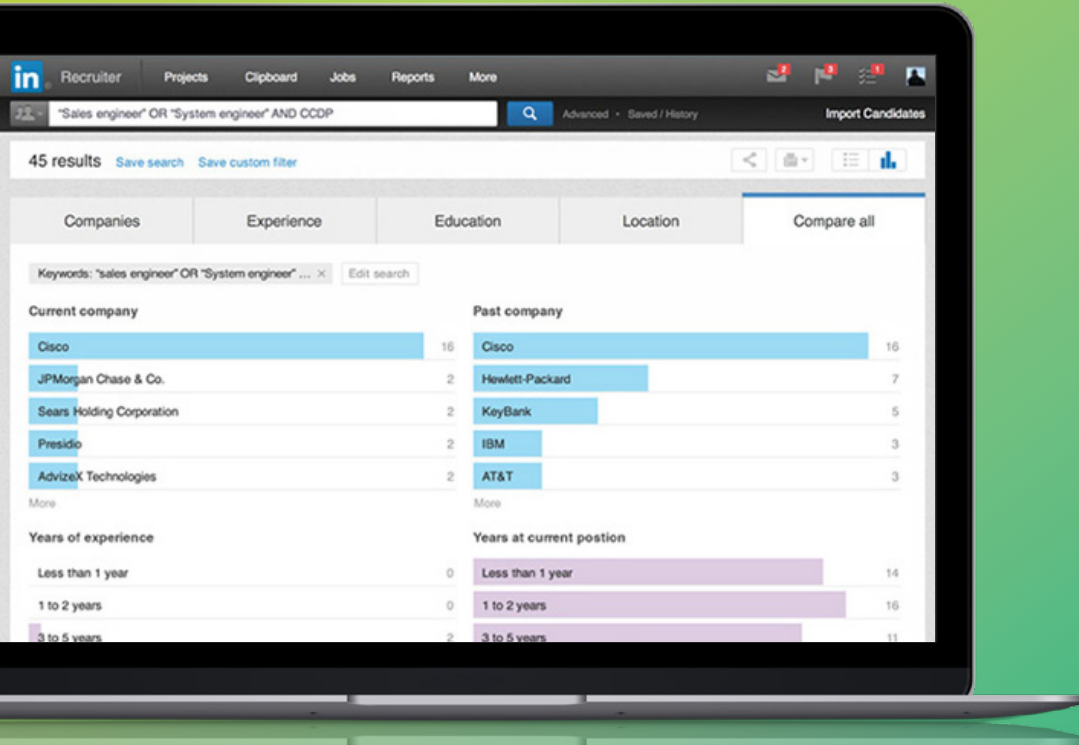 in Recruiter Projects Clipboard Jobs Reports More 2 3 1
"Sales engineer" OR "System engineer" AND CCDP Advanced • Saved / History Import Candidates
45 results Save search Save custom filter
Companies Experience Education Location Compare all
Keywords: "sales engineer" OR "System engineer" ... × Edit search
Current company
Cisco 16
JPMorgan Chase & Co. 2
Sears Holding Corporation 2
Presidio 2
AdvizeX Technologies 2
More
Past company
Cisco 16
Hewlett-Packard 7
KeyBank 5
IBM 3
AT&T 3
More
Years of experience
Less than 1 year 0
1 to 2 years 0
3 to 5 years 2
Years at current postion
Less than 1 year 14
1 to 2 years 16
3 to 5 years 11